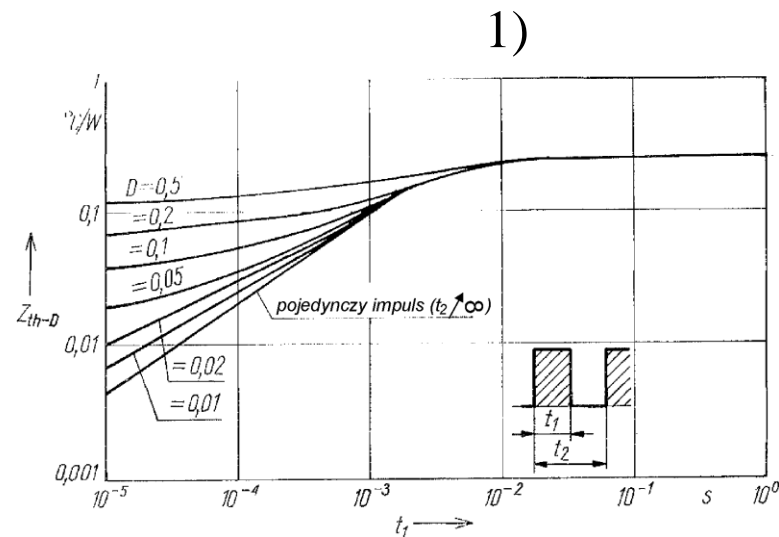 1)
1
°C/W
D=0,5
0,1
=0,2
=0,1
=0,05
Z_th-D
pojedynczy impuls (t₂↗∞)
0,01
=0,02
=0,01
t₁
t₂
0,001
10⁻⁵ 10⁻⁴ 10⁻³ 10⁻² 10⁻¹ s 10⁰
t₁